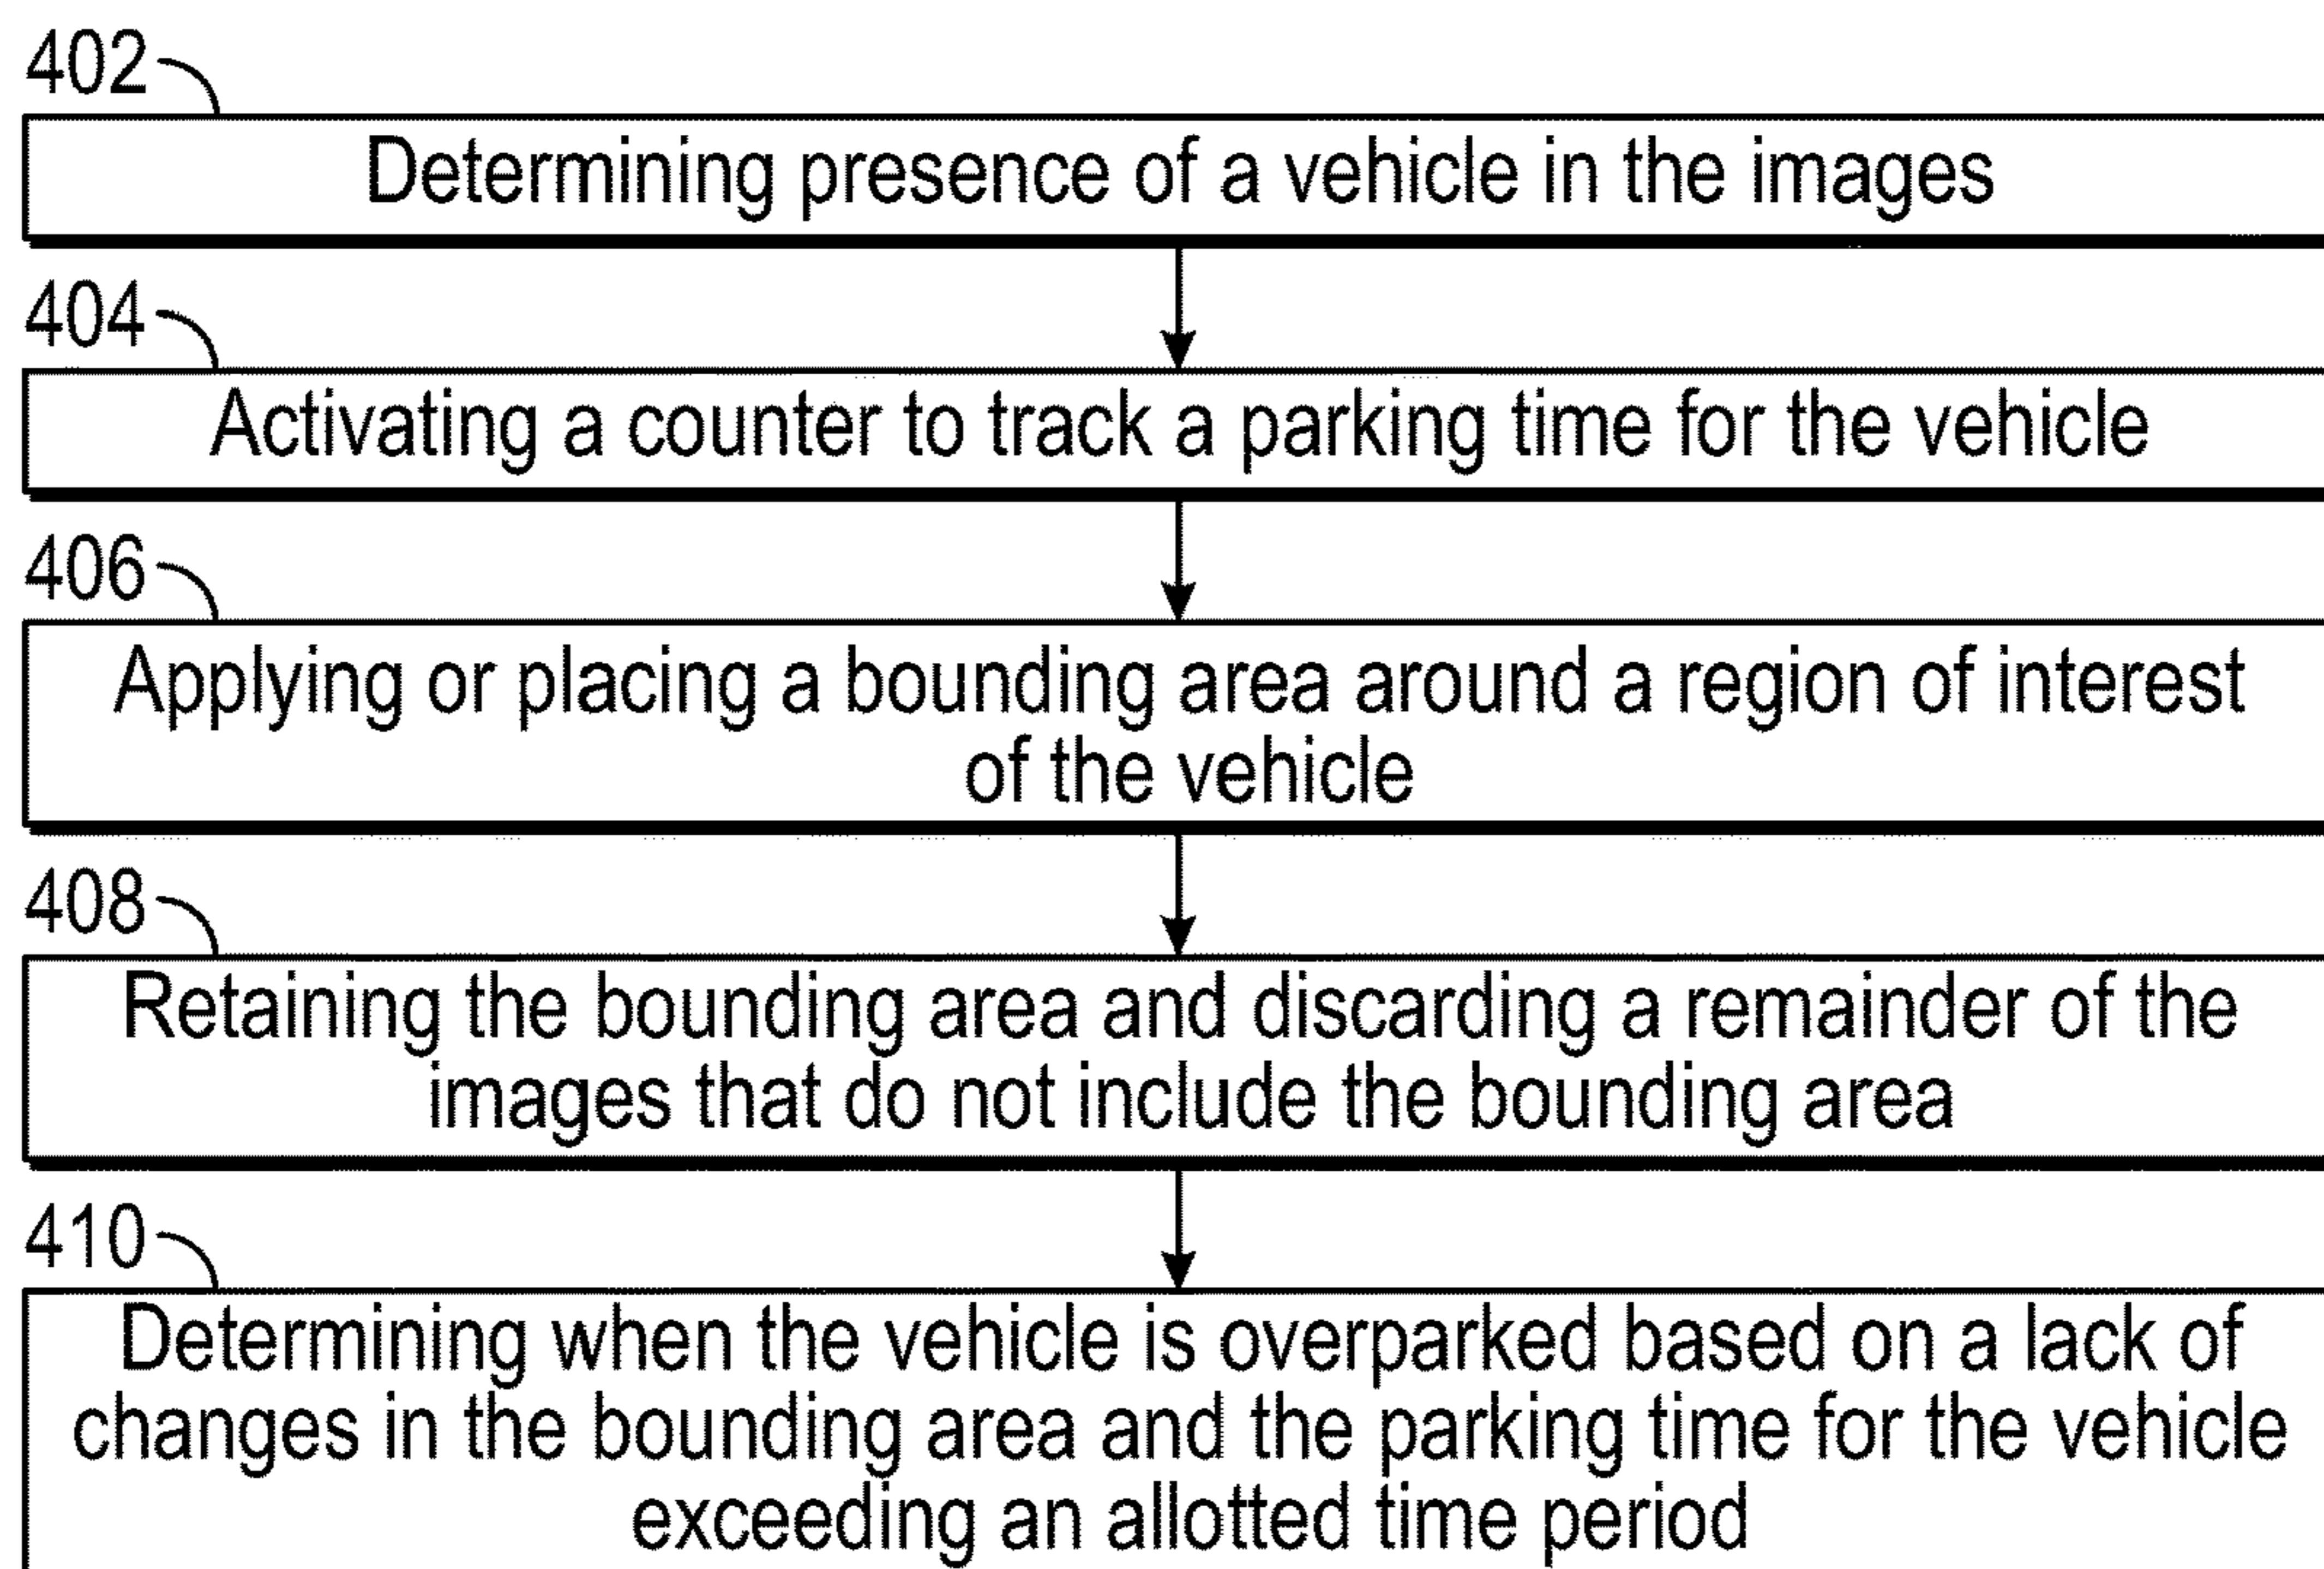 402
Determining presence of a vehicle in the images
404
Activating a counter to track a parking time for the vehicle
406
Applying or placing a bounding area around a region of interest
of the vehicle
408
Retaining the bounding area and discarding a remainder of the
images that do not include the bounding area
410
Determining when the vehicle is overparked based on a lack of
changes in the bounding area and the parking time for the vehicle
exceeding an allotted time period